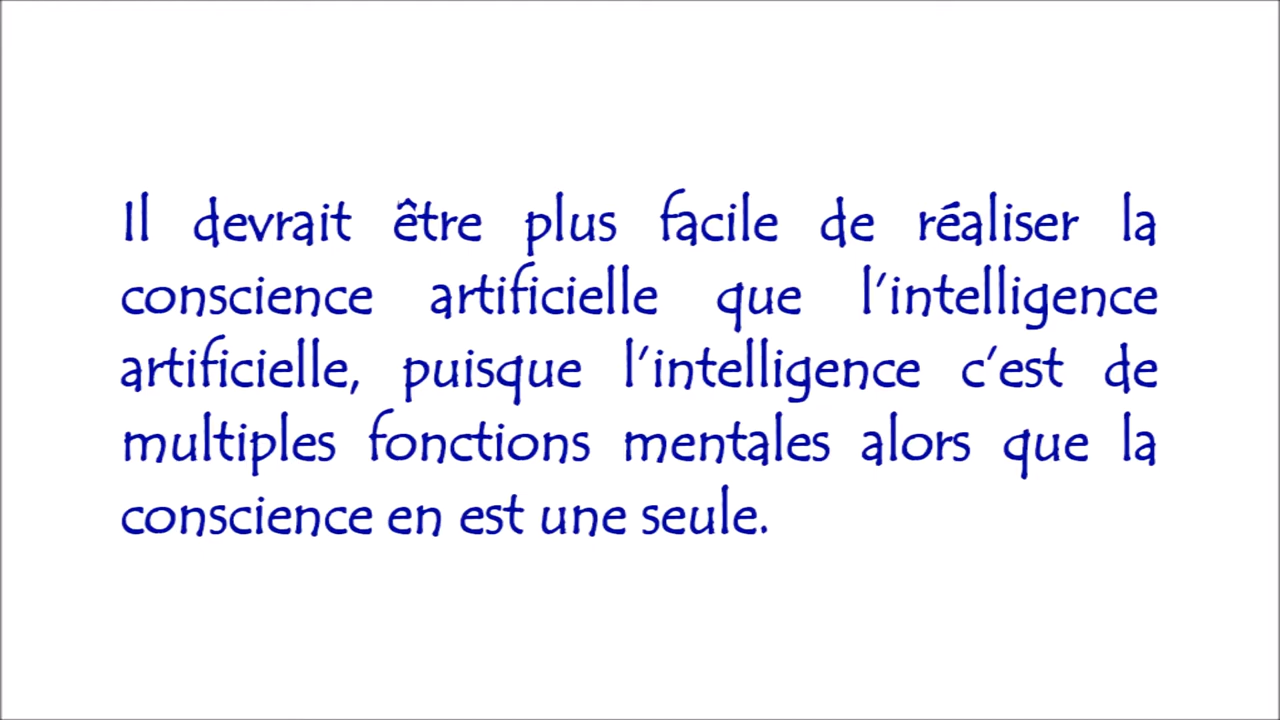 Il devrait être plus facile de réaliser la
conscience artificielle que l'intelligence
artificielle, puisque l'intelligence c'est de
multiples fonctions mentales alors que la
conscience en est une seule.